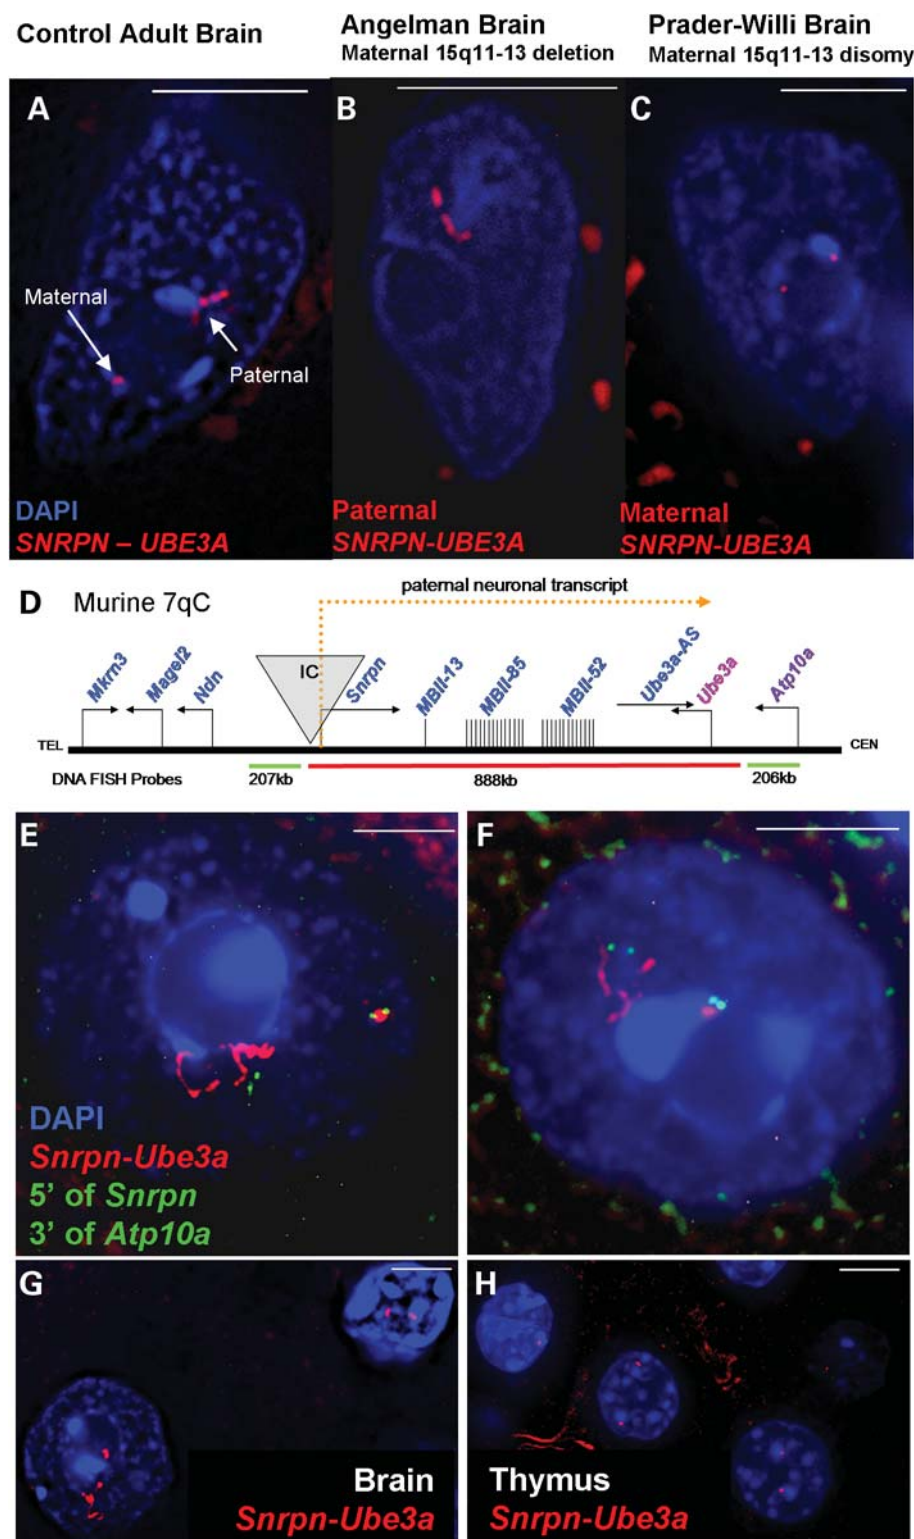 Control Adult Brain
Angelman Brain
Maternal 15q11-13 deletion
Prader-Willi Brain
Maternal 15q11-13 disomy
A
Maternal
Paternal
DAPI
SNRPN – UBE3A
B
Paternal
SNRPN-UBE3A
C
Maternal
SNRPN-UBE3A
D Murine 7qC
paternal neuronal transcript
Mkrn3
Magel2
Ndn
IC
Snrpn
MBII-13
MBII-85
MBII-52
Ube3a-AS
Ube3a
Atp10a
TEL
CEN
DNA FISH Probes
207kb
888kb
206kb
E
DAPI
Snrpn-Ube3a
5' of Snrpn
3' of Atp10a
F
G
Brain
Snrpn-Ube3a
H
Thymus
Snrpn-Ube3a